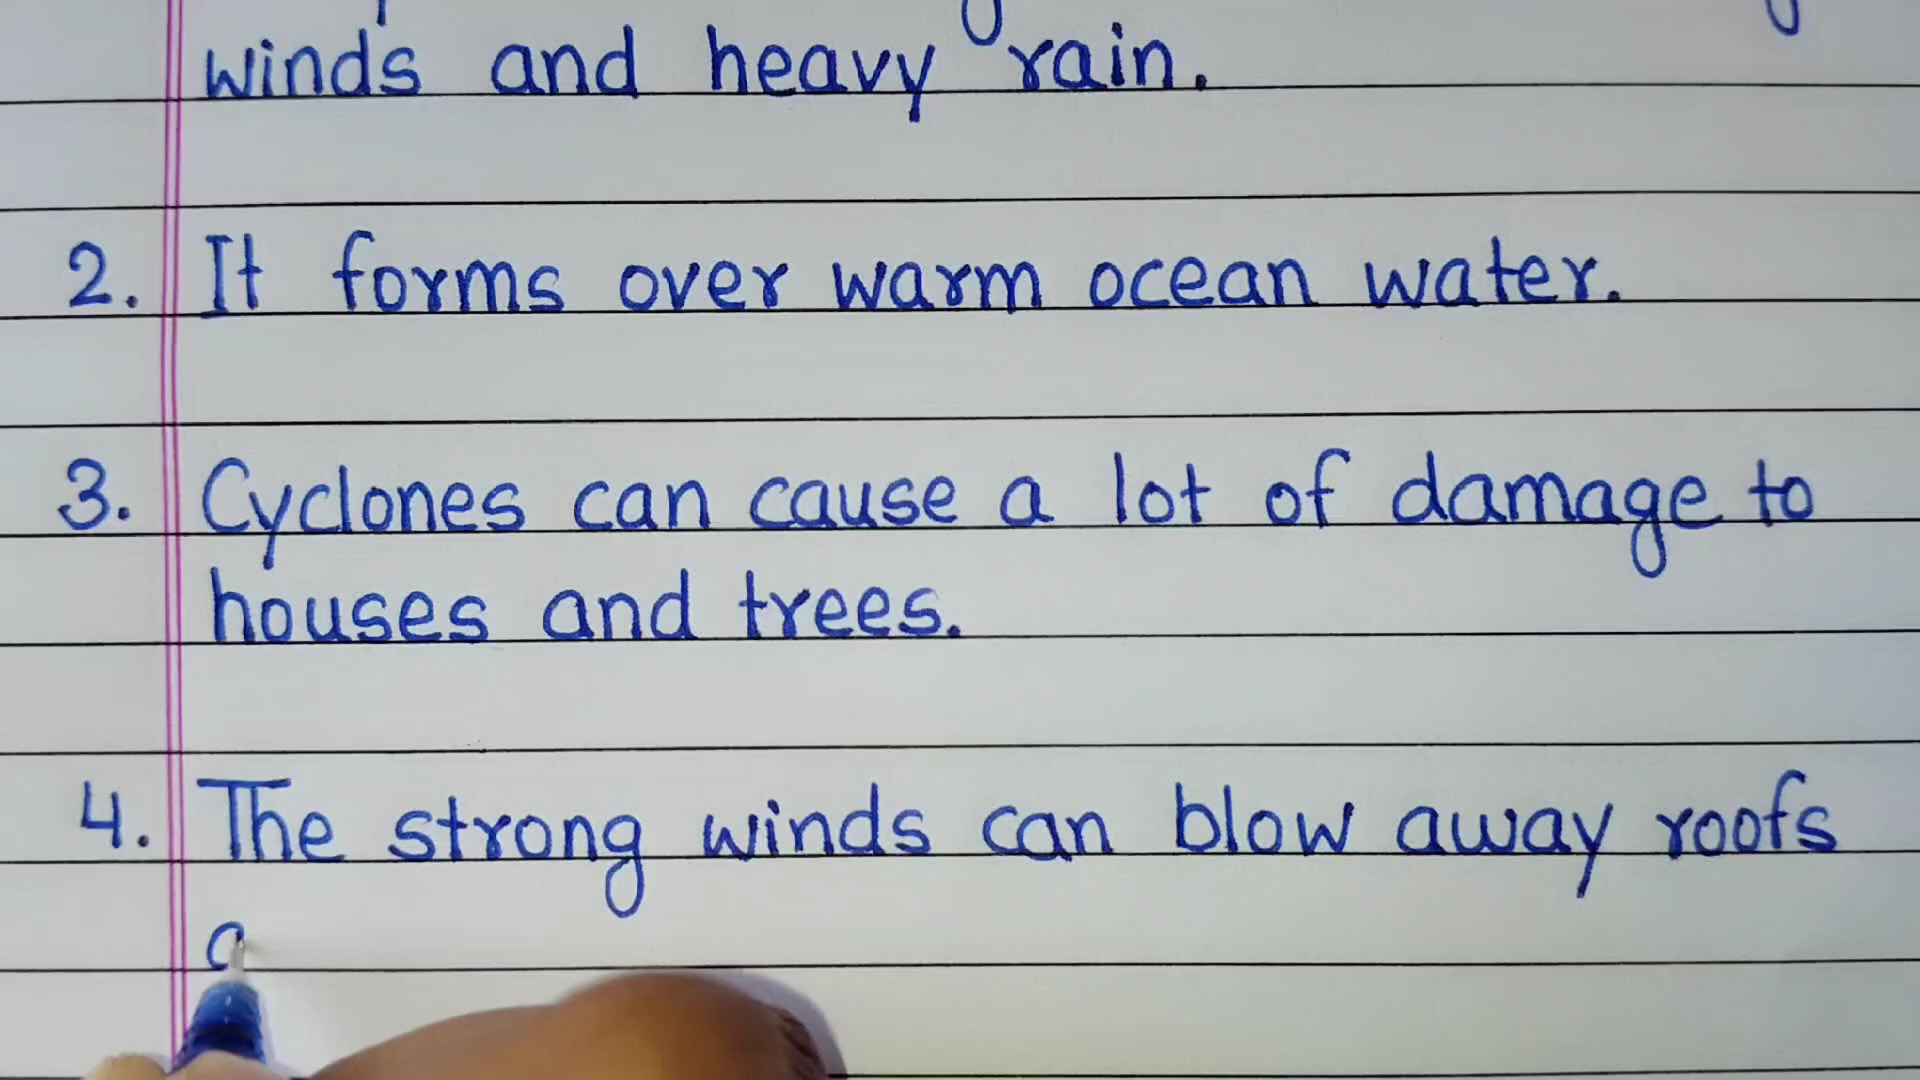 winds and heavy rain.
2. It forms over warm ocean water.
3. Cyclones can cause a lot of damage to
houses and trees.
4. The strong winds can blow away roofs